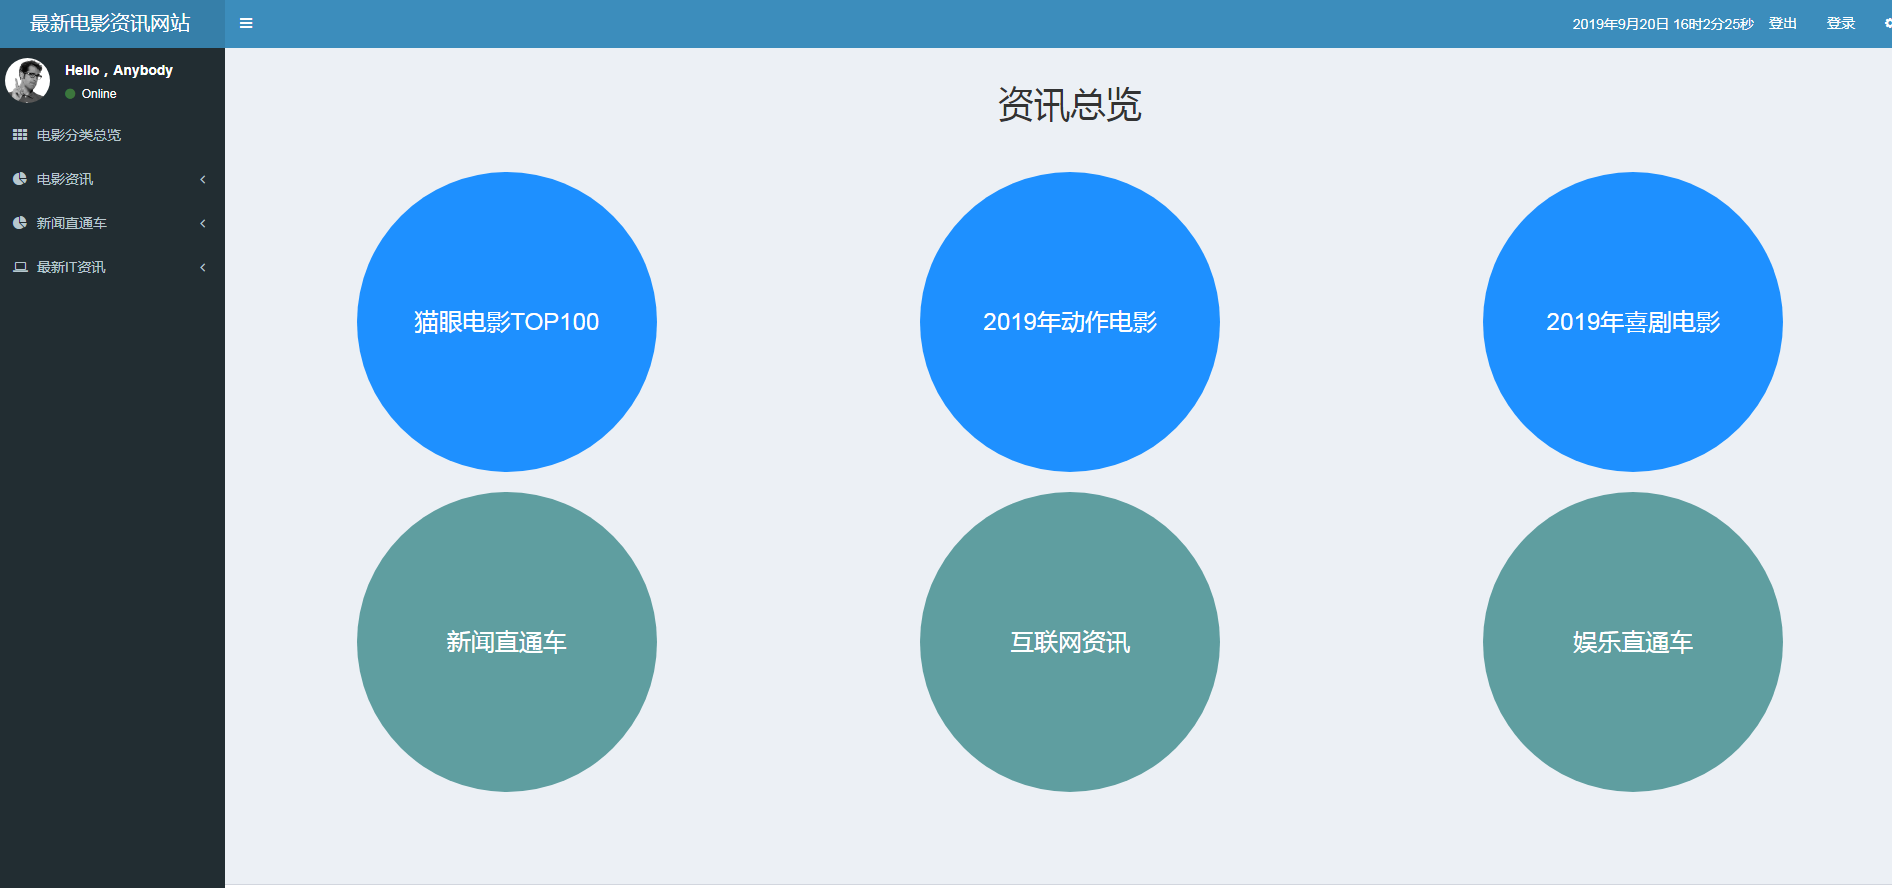 最新电影资讯网站
2019年9月20日 16时2分25秒 登出 登录
Hello，Anybody
Online
电影分类总览
电影资讯
新闻直通车
最新IT资讯
资讯总览
猫眼电影TOP100
2019年动作电影
2019年喜剧电影
新闻直通车
互联网资讯
娱乐直通车